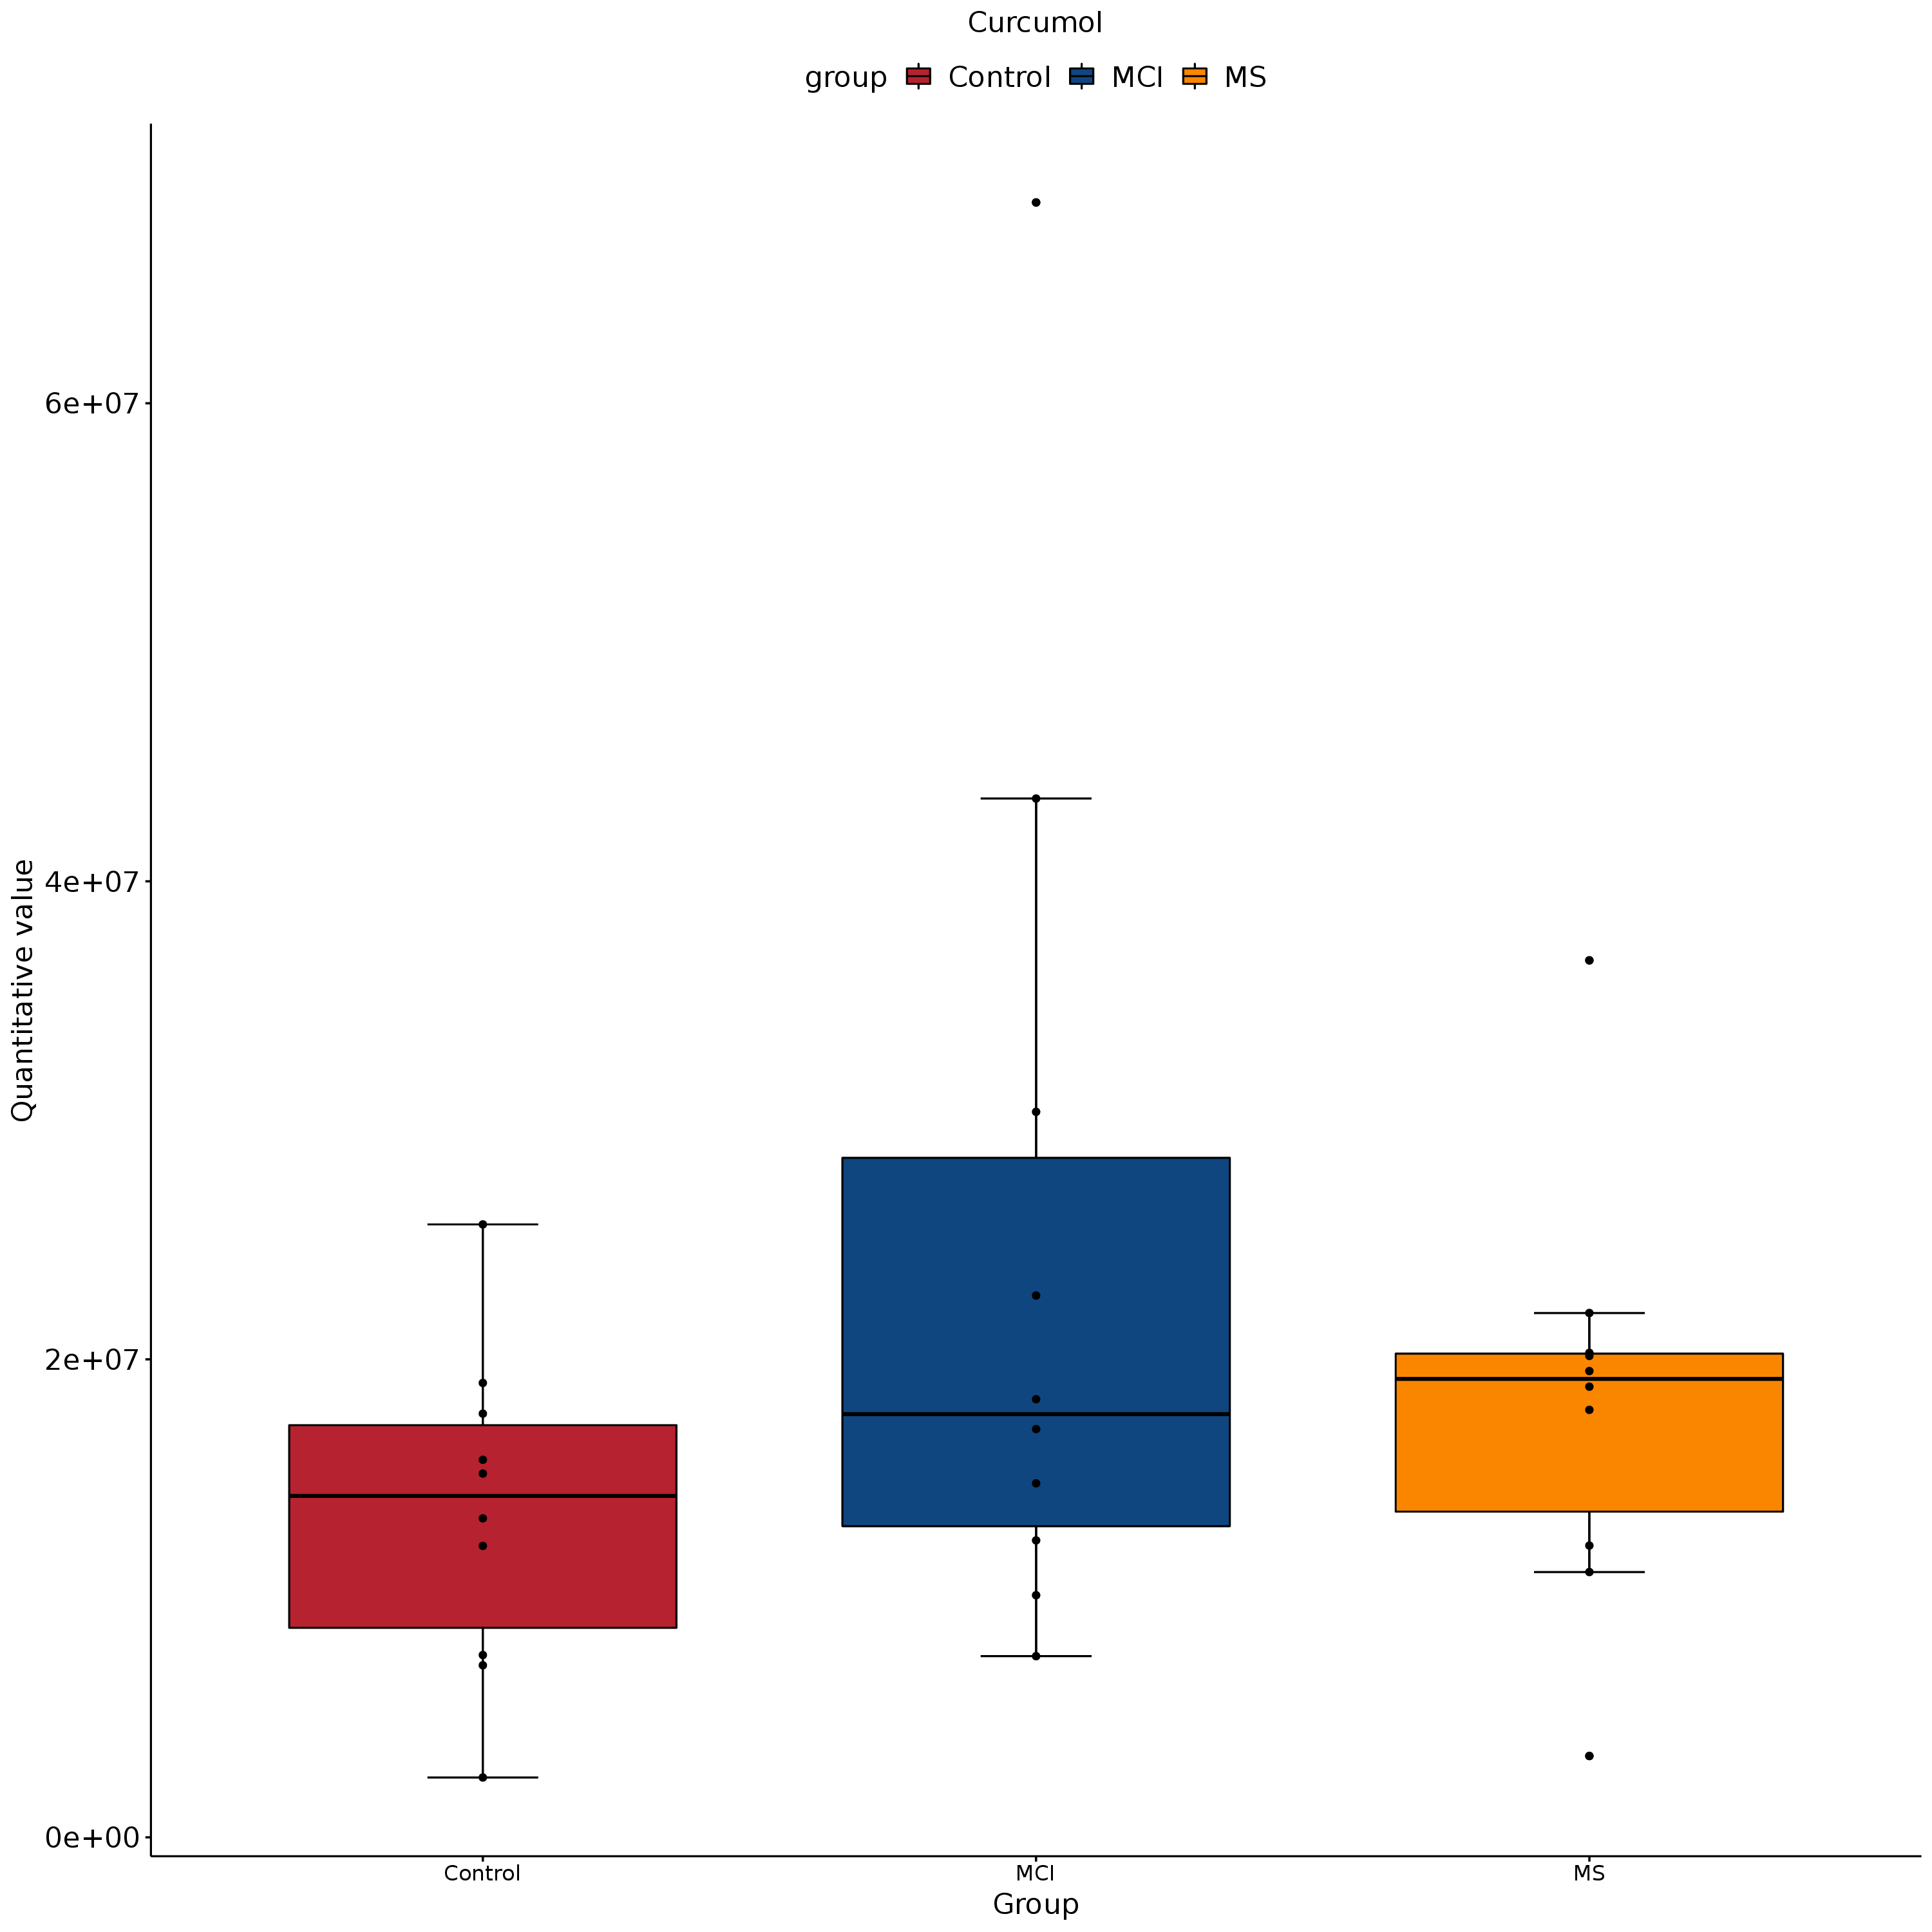 Curcumol
group Control MCI MS
Quantitative value
6e+07
4e+07
2e+07
0e+00
Control MCI MS
Group